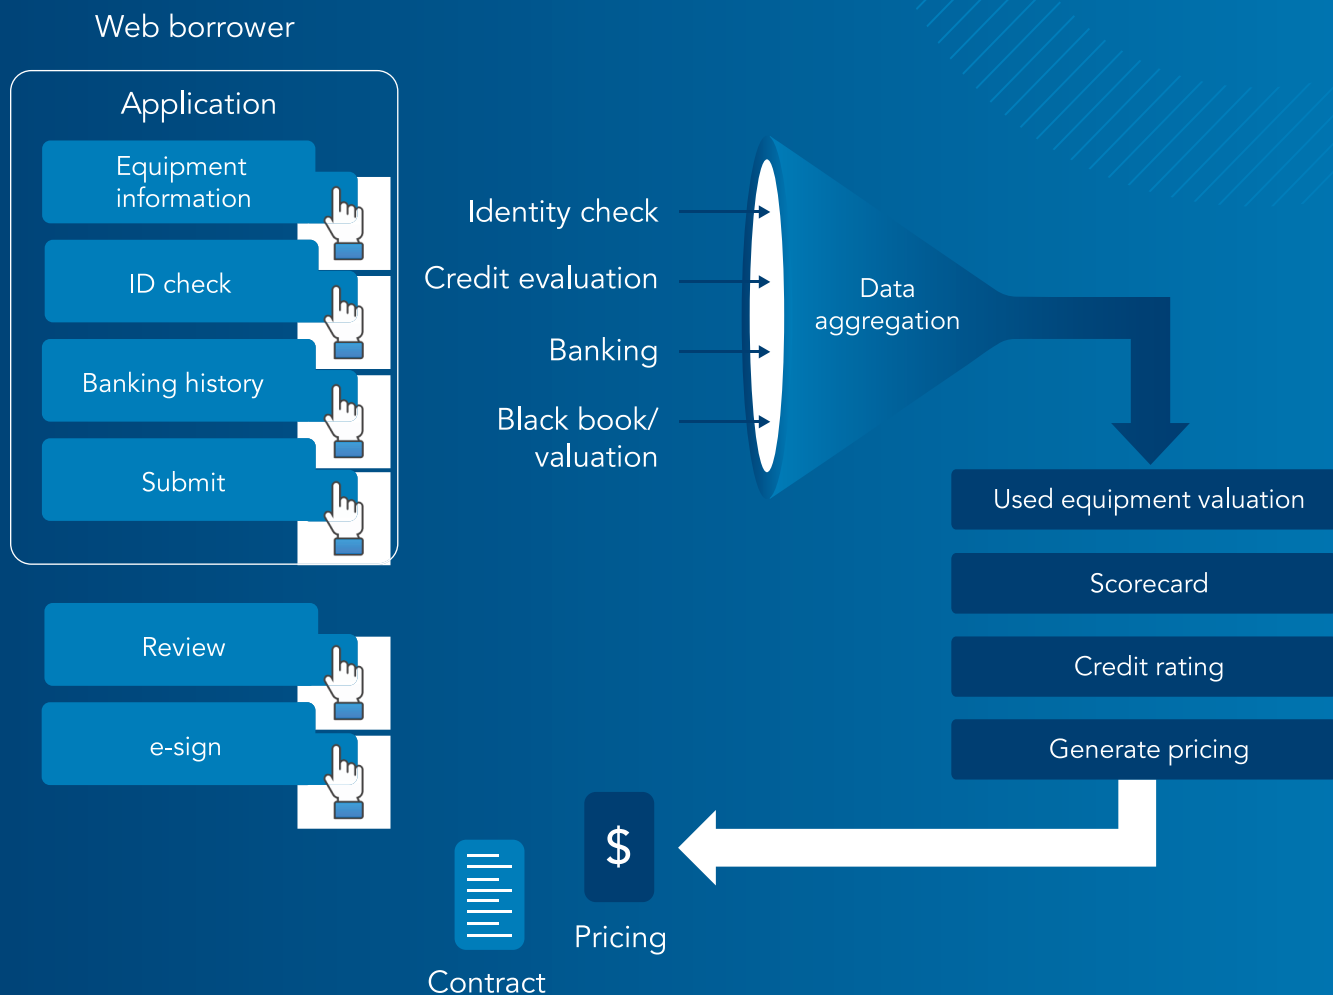 Web borrower
Application
Equipment
information
ID check
Banking history
Submit
Review
e-sign
Identity check
Credit evaluation
Banking
Black book/
valuation
Data
aggregation
Used equipment valuation
Scorecard
Credit rating
Generate pricing
$
Pricing
Contract